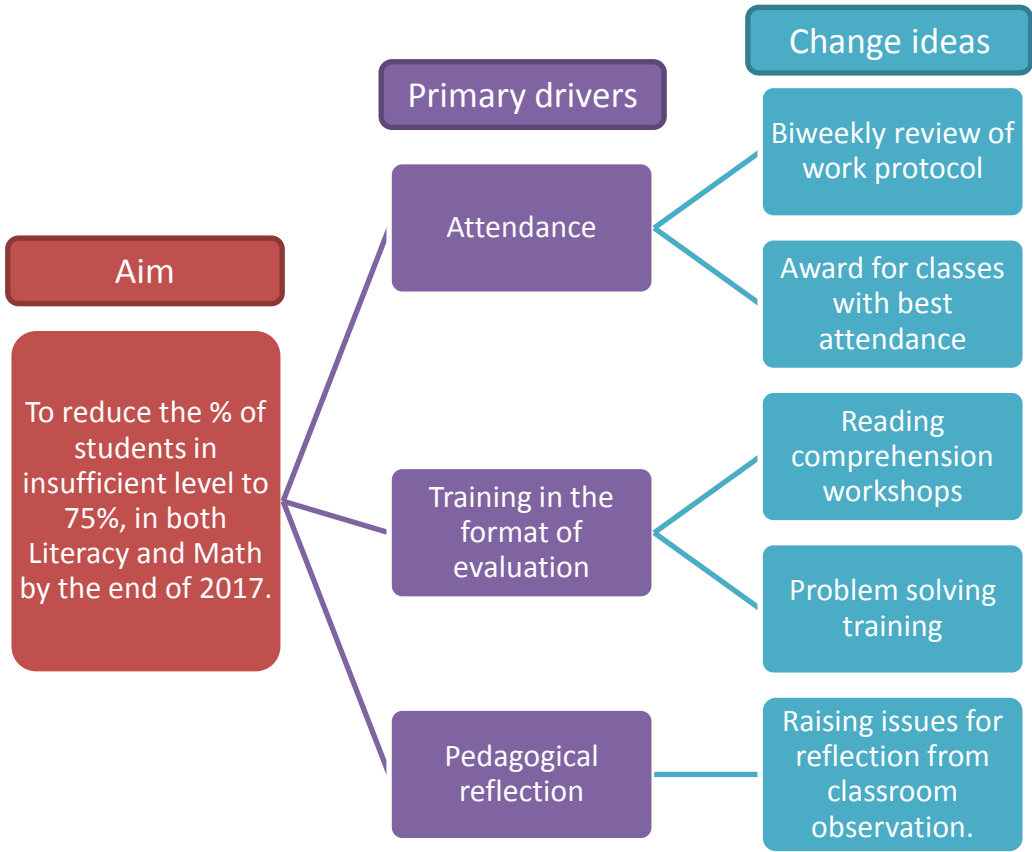 Aim
To reduce the % of
students in
insufficient level to
75%, in both
Literacy and Math
by the end of 2017.
Primary drivers
Attendance
Training in the
format of
evaluation
Pedagogical
reflection
Change ideas
Biweekly review of
work protocol
Award for classes
with best
attendance
Reading
comprehension
workshops
Problem solving
training
Raising issues for
reflection from
classroom
observation.